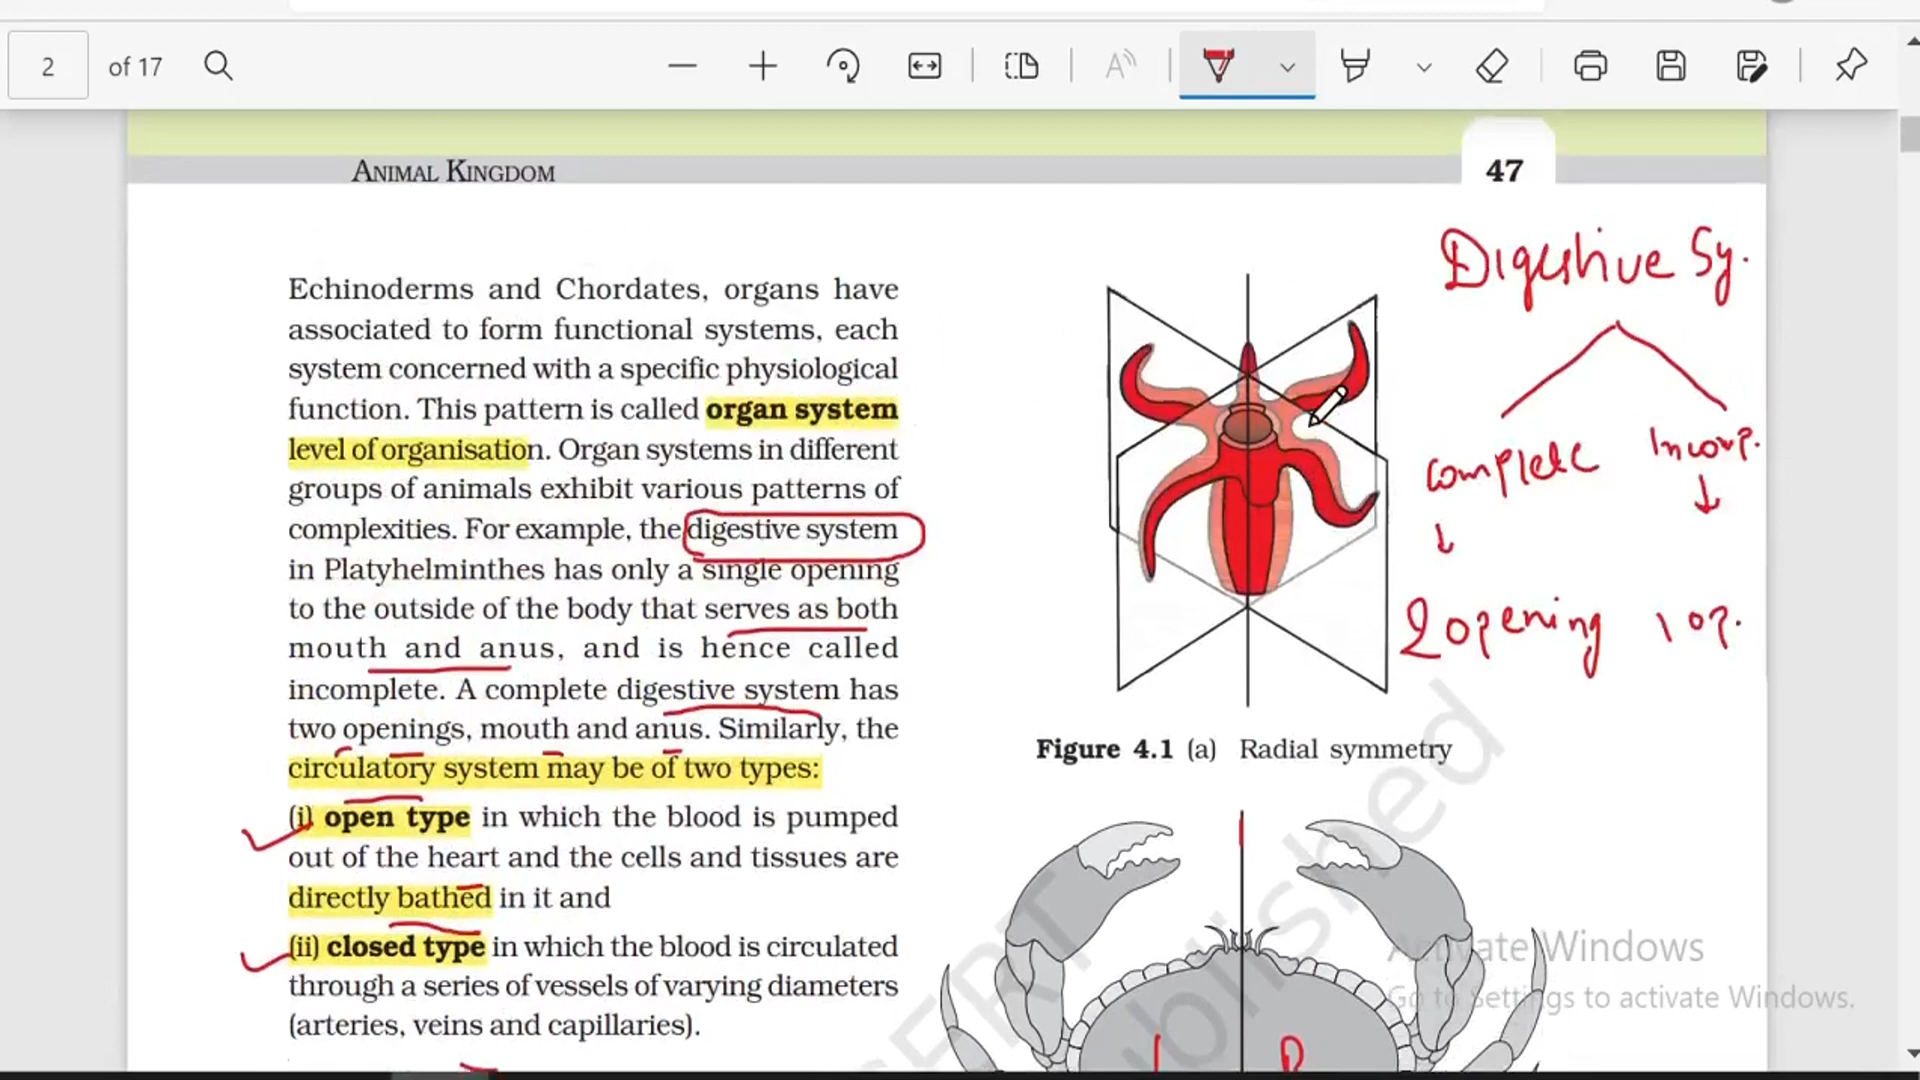 2 of 17
ANIMAL KINGDOM
47
Echinoderms and Chordates, organs have
associated to form functional systems, each
system concerned with a specific physiological
function. This pattern is called organ system
level of organisation. Organ systems in different
groups of animals exhibit various patterns of
complexities. For example, the digestive system
in Platyhelminthes has only a single opening
to the outside of the body that serves as both
mouth and anus, and is hence called
incomplete. A complete digestive system has
two openings, mouth and anus. Similarly, the
circulatory system may be of two types:
(i) open type in which the blood is pumped
out of the heart and the cells and tissues are
directly bathed in it and
(ii) closed type in which the blood is circulated
through a series of vessels of varying diameters
(arteries, veins and capillaries).
Digestive Sy.
Complete Incomp.
2 opening 1 op.
Figure 4.1 (a) Radial symmetry
Activate Windows
Go to Settings to activate Windows.